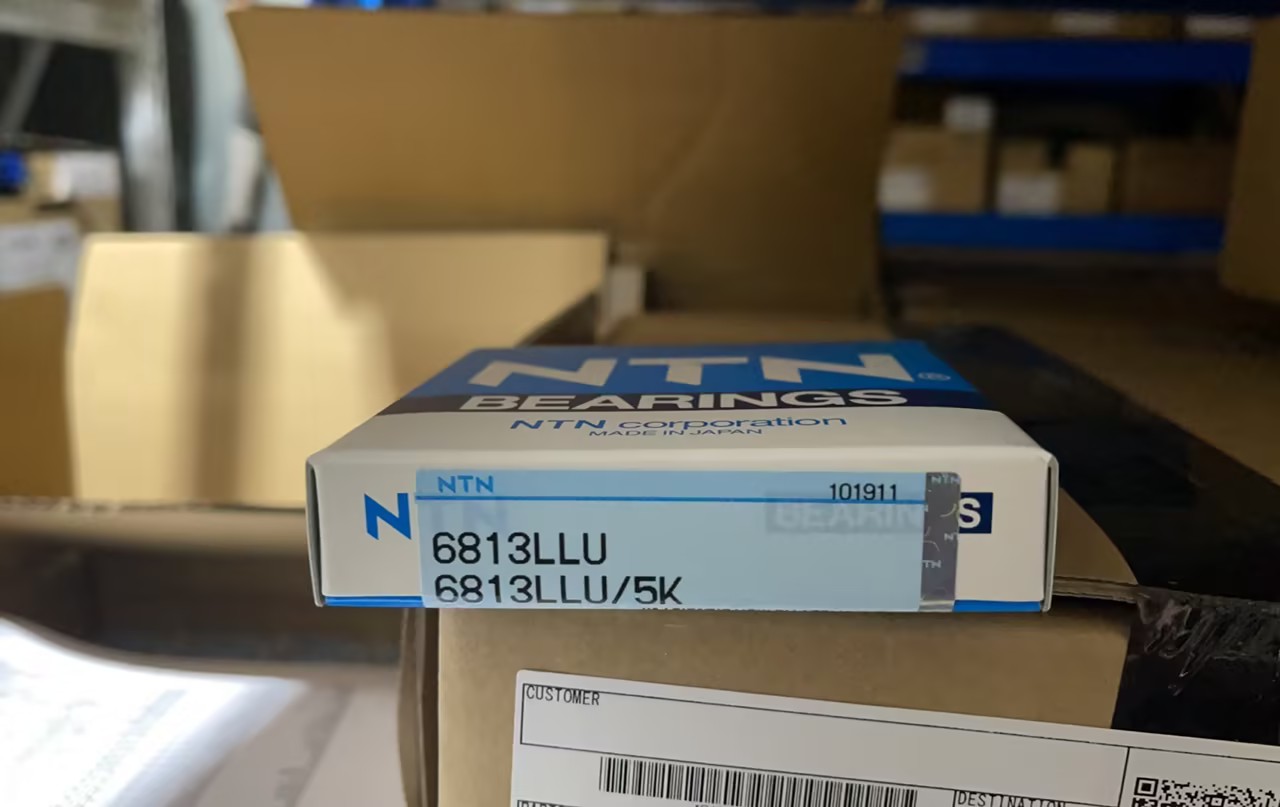 NTN®
BEARINGS
NTN corporation
MADE IN JAPAN
NTN
101911
6813LLU
6813LLU/5K
CUSTOMER
DESTINATION